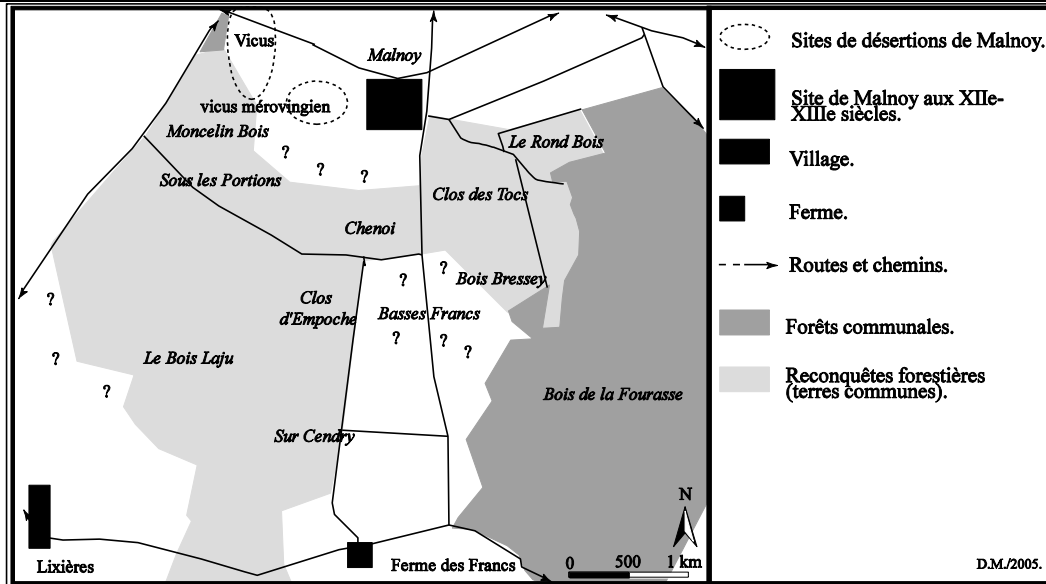 Vicus
Malnoy
vicus mérovingien
Moncelin Bois
?
?
?
Le Rond Bois
Sous les Portions
Clos des Tocs
Chenoi
?
?
Bois Bressey
?
Clos
d'Empoche
Basses Francs
?
?
?
?
Le Bois Laju
?
Bois de la Fourasse
Sur Cendry
N
0 500 1 km
Lixières
Ferme des Francs
Sites de désertions de Malnoy.
Site de Malnoy aux XIIe-
XIIIe siècles.
Village.
Ferme.
Routes et chemins.
Forêts communales.
Reconquêtes forestières
(terres communes).
D.M./2005.